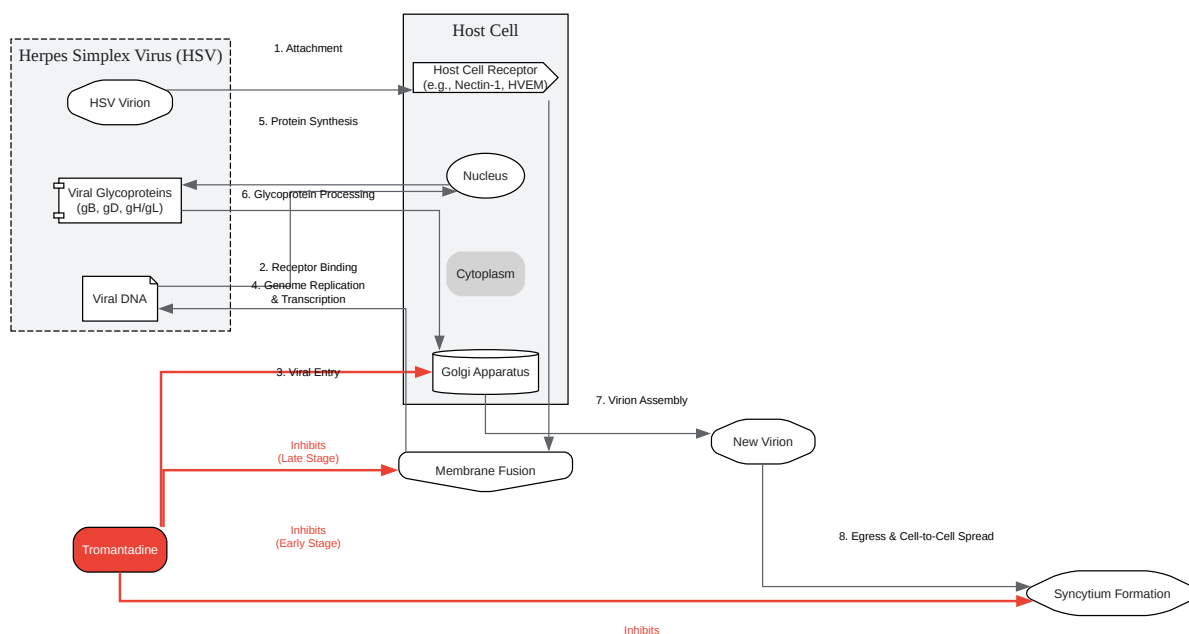 Host Cell
Herpes Simplex Virus (HSV)
1. Attachment
Host Cell Receptor
(e.g., Nectin-1, HVEM)
HSV Virion
5. Protein Synthesis
Nucleus
Viral Glycoproteins
(gB, gD, gH/gL)
6. Glycoprotein Processing
2. Receptor Binding
Cytoplasm
4. Genome Replication
& Transcription
Viral DNA
3. Viral Entry
Golgi Apparatus
7. Virion Assembly
New Virion
Inhibits
(Late Stage)
Membrane Fusion
Inhibits
(Early Stage)
Tromantadine
8. Egress & Cell-to-Cell Spread
Syncytium Formation
Inhibits